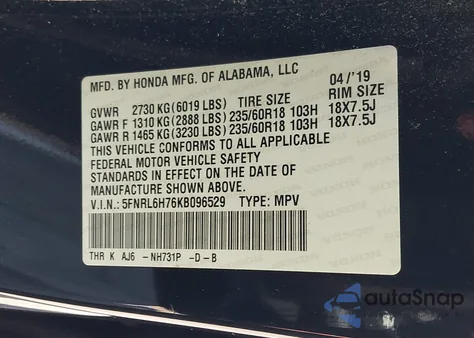 MFD. BY HONDA MFG. OF ALABAMA, LLC
04/'19
GVWR 2730 KG (6019 LBS) TIRE SIZE RIM SIZE
GAWR F 1310 KG (2888 LBS) 235/60R18 103H 18X7.5J
GAWR R 1465 KG (3230 LBS) 235/60R18 103H 18X7.5J
THIS VEHICLE CONFORMS TO ALL APPLICABLE
FEDERAL MOTOR VEHICLE SAFETY
STANDARDS IN EFFECT ON THE DATE OF
MANUFACTURE SHOWN ABOVE.
V.I.N.: 5FNRL6H76KB096529 TYPE: MPV
THR K AJ6 -NH731P -D-B
autoSnap